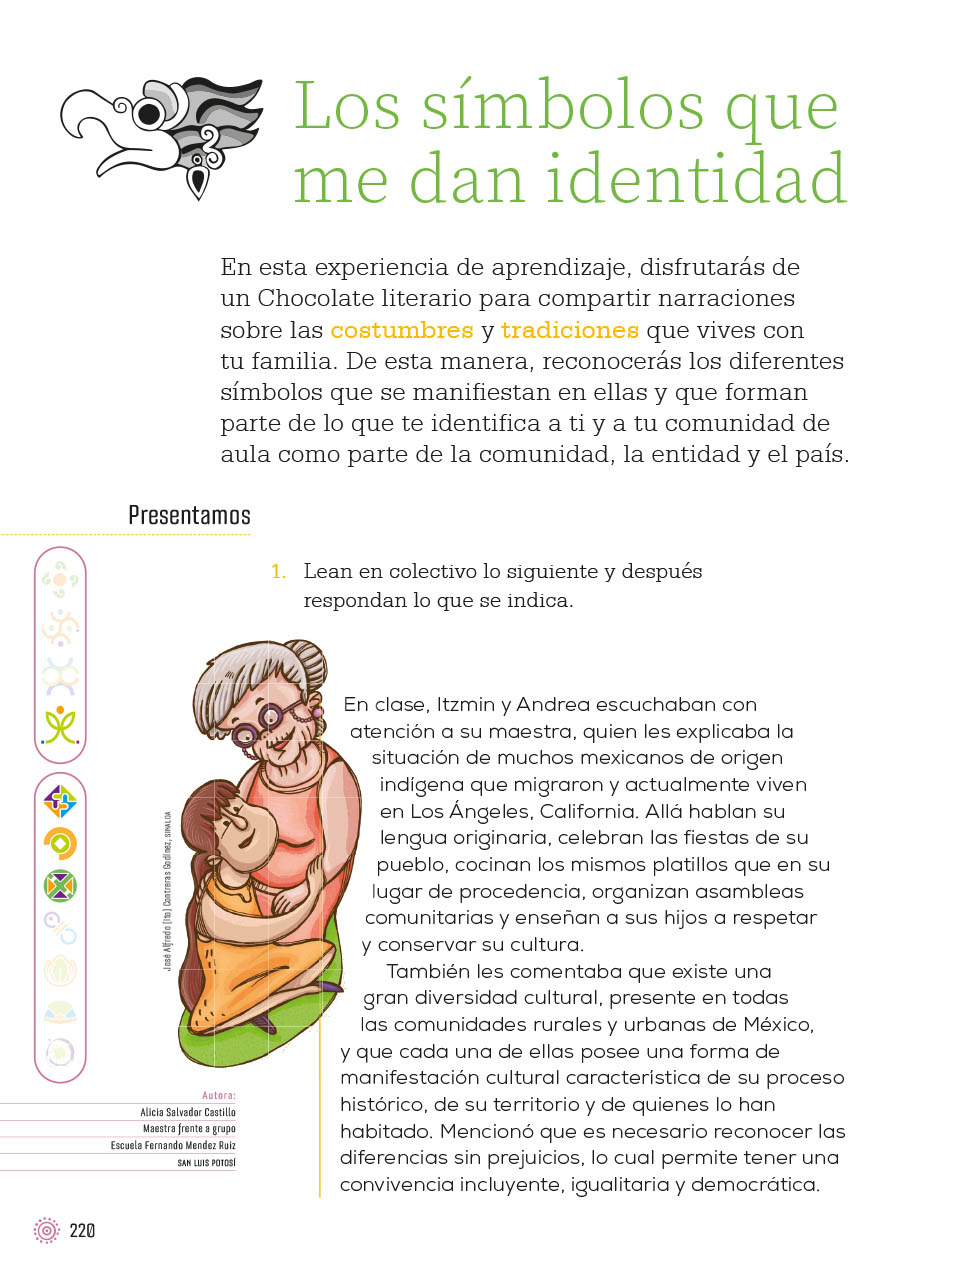 Los símbolos que
me dan identidad
En esta experiencia de aprendizaje, disfrutarás de
un Chocolate literario para compartir narraciones
sobre las costumbres y tradiciones que vives con
tu familia. De esta manera, reconocerás los diferentes
símbolos que se manifiestan en ellas y que forman
parte de lo que te identifica a ti y a tu comunidad de
aula como parte de la comunidad, la entidad y el país.
Presentamos
1. Lean en colectivo lo siguiente y después
respondan lo que se indica.
En clase, Itzmin y Andrea escuchaban con
atención a su maestra, quien les explicaba la
situación de muchos mexicanos de origen
indígena que migraron y actualmente viven
en Los Ángeles, California. Allá hablan su
lengua originaria, celebran las fiestas de su
pueblo, cocinan los mismos platillos que en su
lugar de procedencia, organizan asambleas
comunitarias y enseñan a sus hijos a respetar
y conservar su cultura.
También les comentaba que existe una
gran diversidad cultural, presente en todas
las comunidades rurales y urbanas de México,
y que cada una de ellas posee una forma de
manifestación cultural característica de su proceso
histórico, de su territorio y de quienes lo han
habitado. Mencionó que es necesario reconocer las
diferencias sin prejuicios, lo cual permite tener una
convivencia incluyente, igualitaria y democrática.
José Alfredo (Ito) Contreras Godínez, SINALOA
Autora:
Alicia Salvador Castillo
Maestra frente a grupo
Escuela Fernando Mendez Ruiz
SAN LUIS POTOSÍ
220